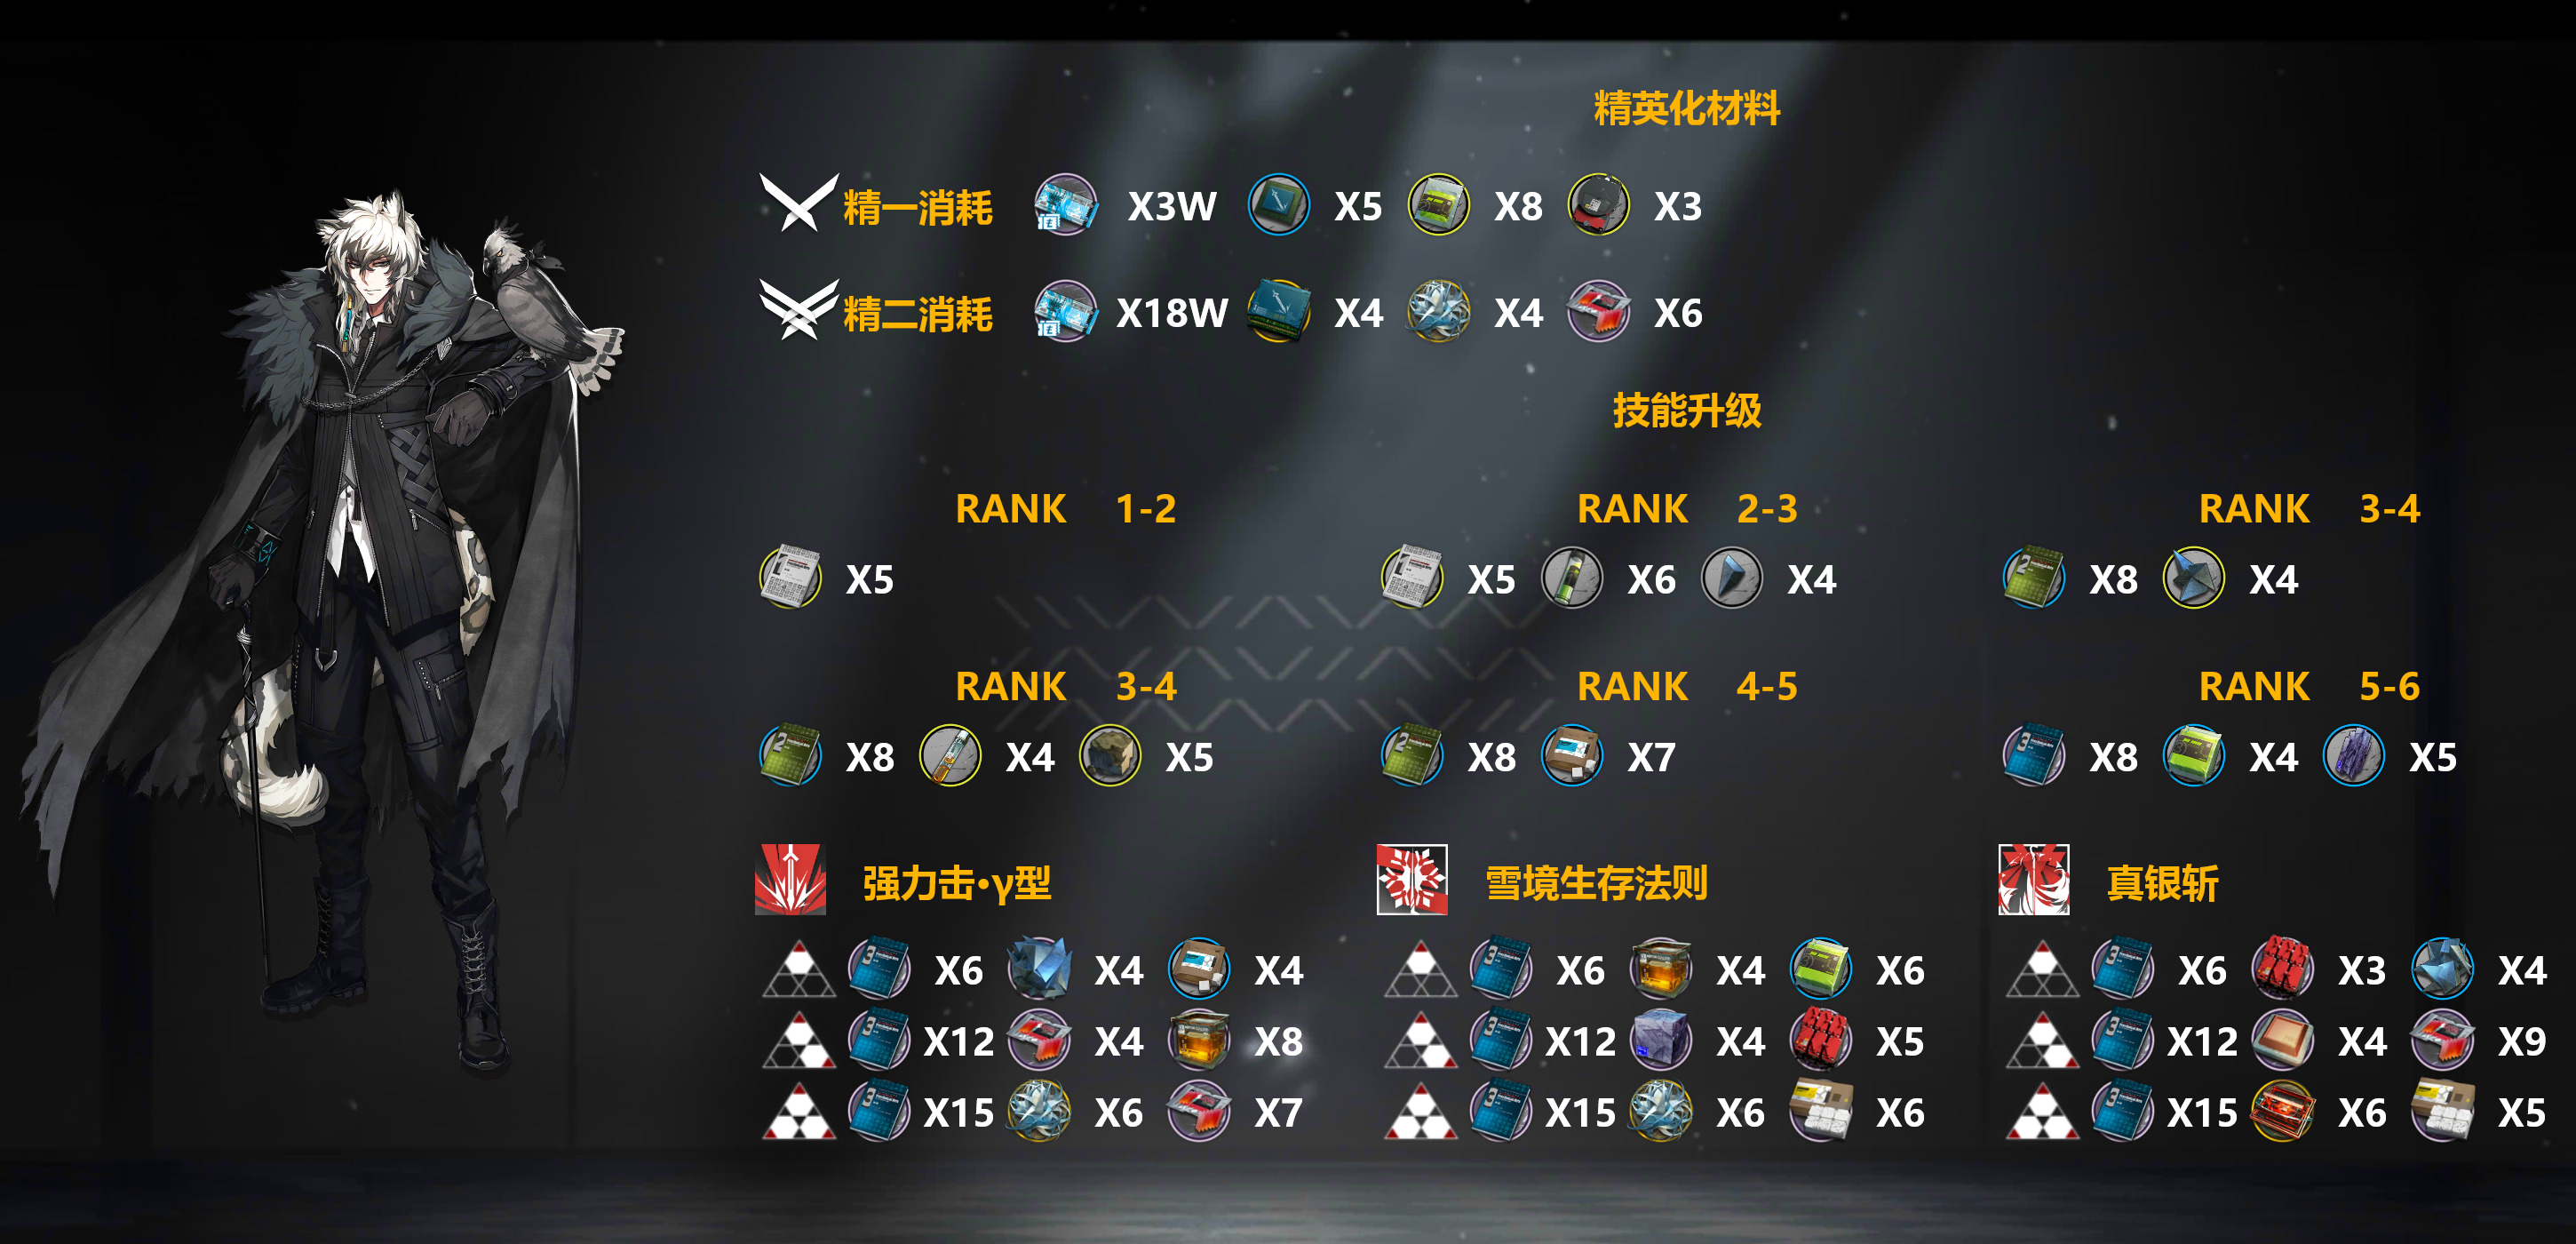 精英化材料
精一消耗 X3W X5 X8 X3
精二消耗 X18W X4 X4 X6
技能升级
RANK 1-2 RANK 2-3 RANK 3-4
X5 X5 X6 X4 X8 X4
RANK 3-4 RANK 4-5 RANK 5-6
X8 X4 X5 X8 X7 X8 X4 X5
强力击·γ型 雪境生存法则 真银斩
X6 X4 X4 X6 X4 X6 X6 X3 X4
X12 X4 X8 X12 X4 X5 X12 X4 X9
X15 X6 X7 X15 X6 X6 X15 X6 X5